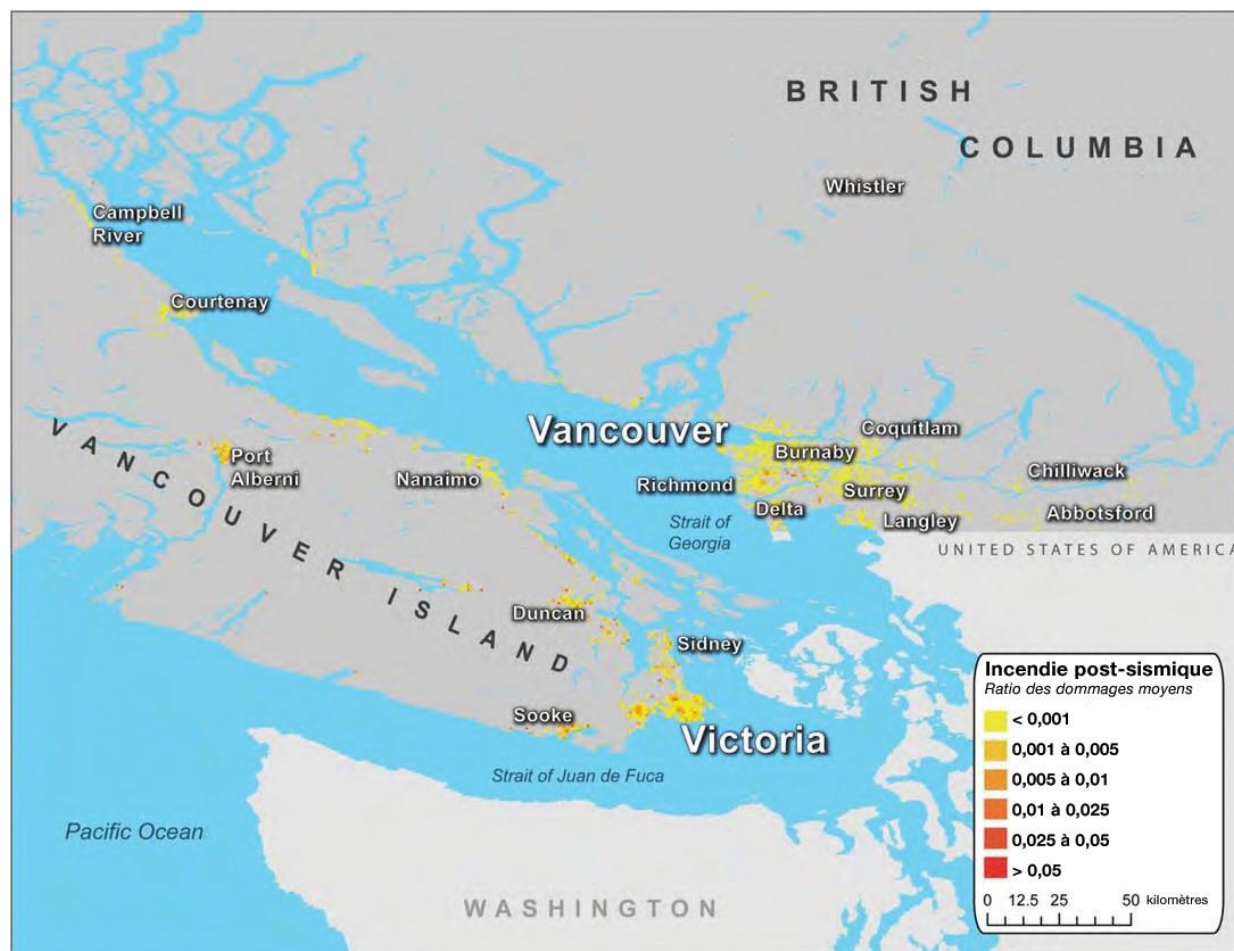 BRITISH
COLUMBIA
Whistler
Campbell
River
Courtenay
Vancouver
Coquitlam
Burnaby
Port
Alberni
Nanaimo
Richmond
Surrey
Chilliwack
Delta
Langley
Abbotsford
Strait of
Georgia
UNITED STATES OF AMERICA
VANCOUVER ISLAND
Duncan
Sidney
Sooke
Victoria
Strait of Juan de Fuca
Pacific Ocean
WASHINGTON
Incendie post-sismique
Ratio des dommages moyens
< 0,001
0,001 à 0,005
0,005 à 0,01
0,01 à 0,025
0,025 à 0,05
> 0,05
0 12.5 25 50 kilomètres